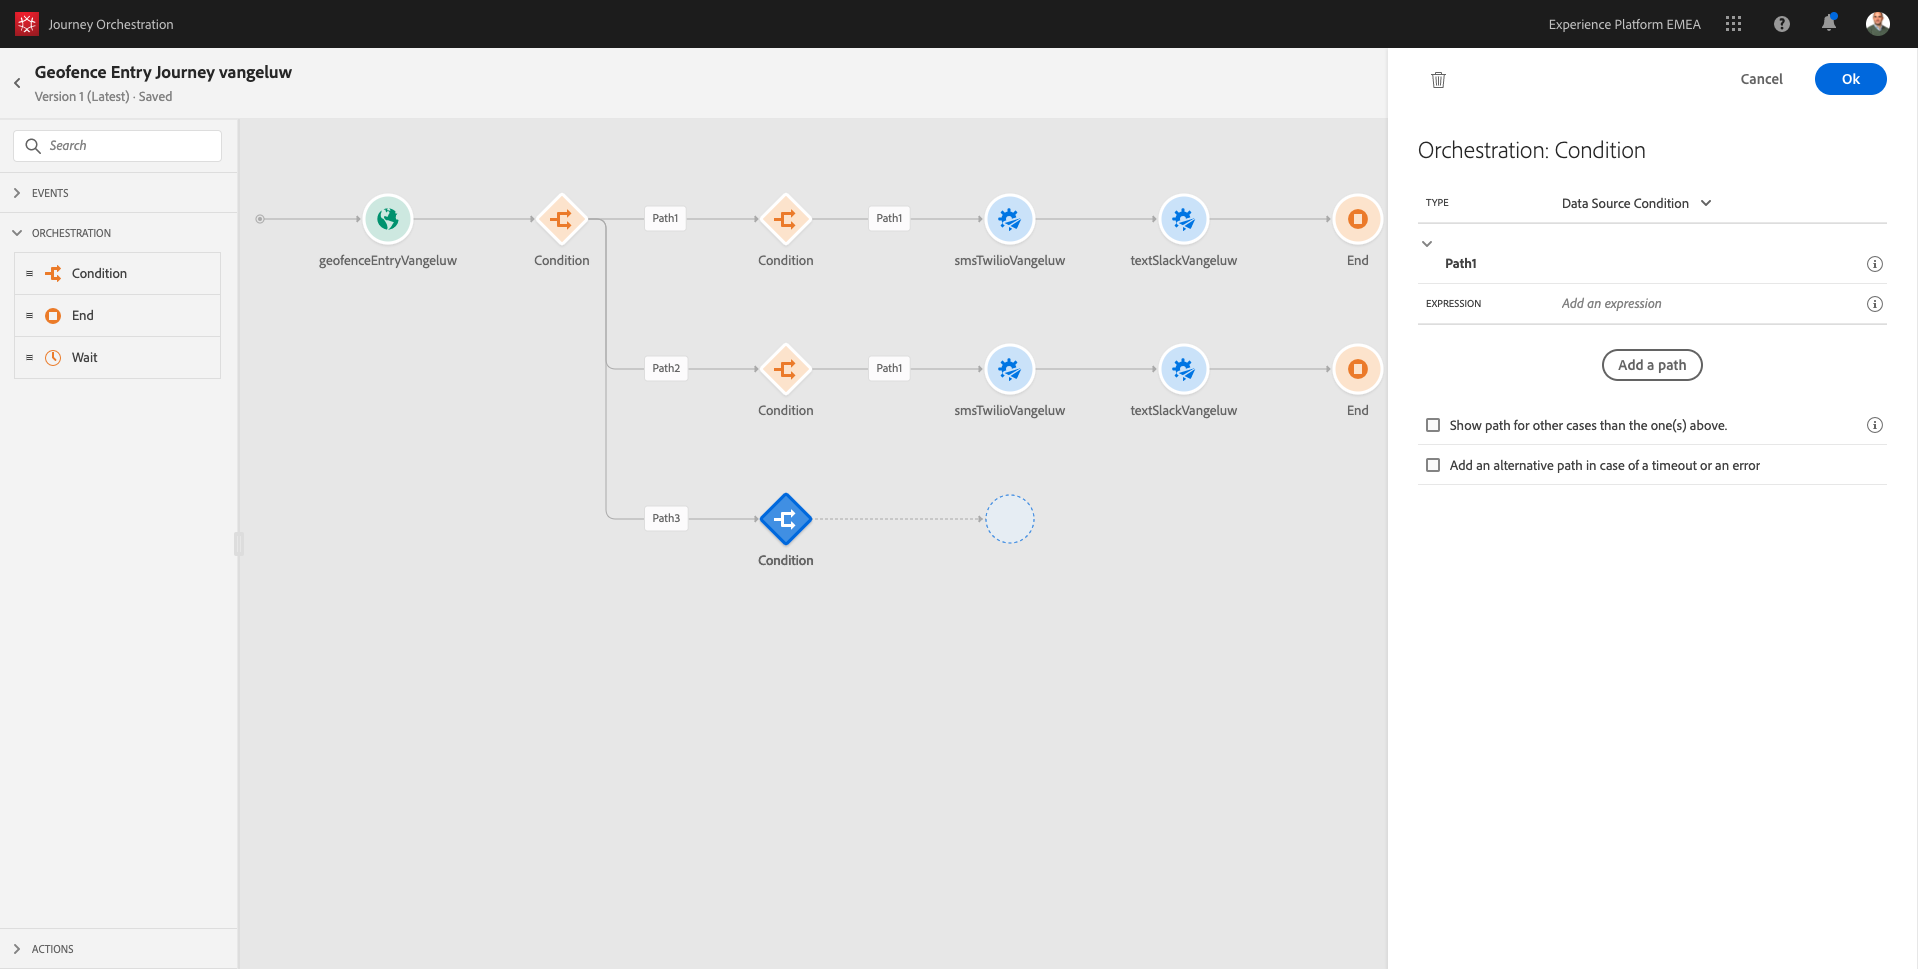 Journey Orchestration
Experience Platform EMEA
Geofence Entry Journey vangeluw
Version 1 (Latest) · Saved
Cancel
Ok
Search
EVENTS
ORCHESTRATION
Condition
End
Wait
ACTIONS
geofenceEntryVangeluw
Condition
Path1
Condition
Path1
smsTwilioVangeluw
textSlackVangeluw
End
Path2
Condition
Path1
smsTwilioVangeluw
textSlackVangeluw
End
Path3
Condition
Orchestration: Condition
TYPE
Data Source Condition
Path1
EXPRESSION
Add an expression
Add a path
Show path for other cases than the one(s) above.
Add an alternative path in case of a timeout or an error